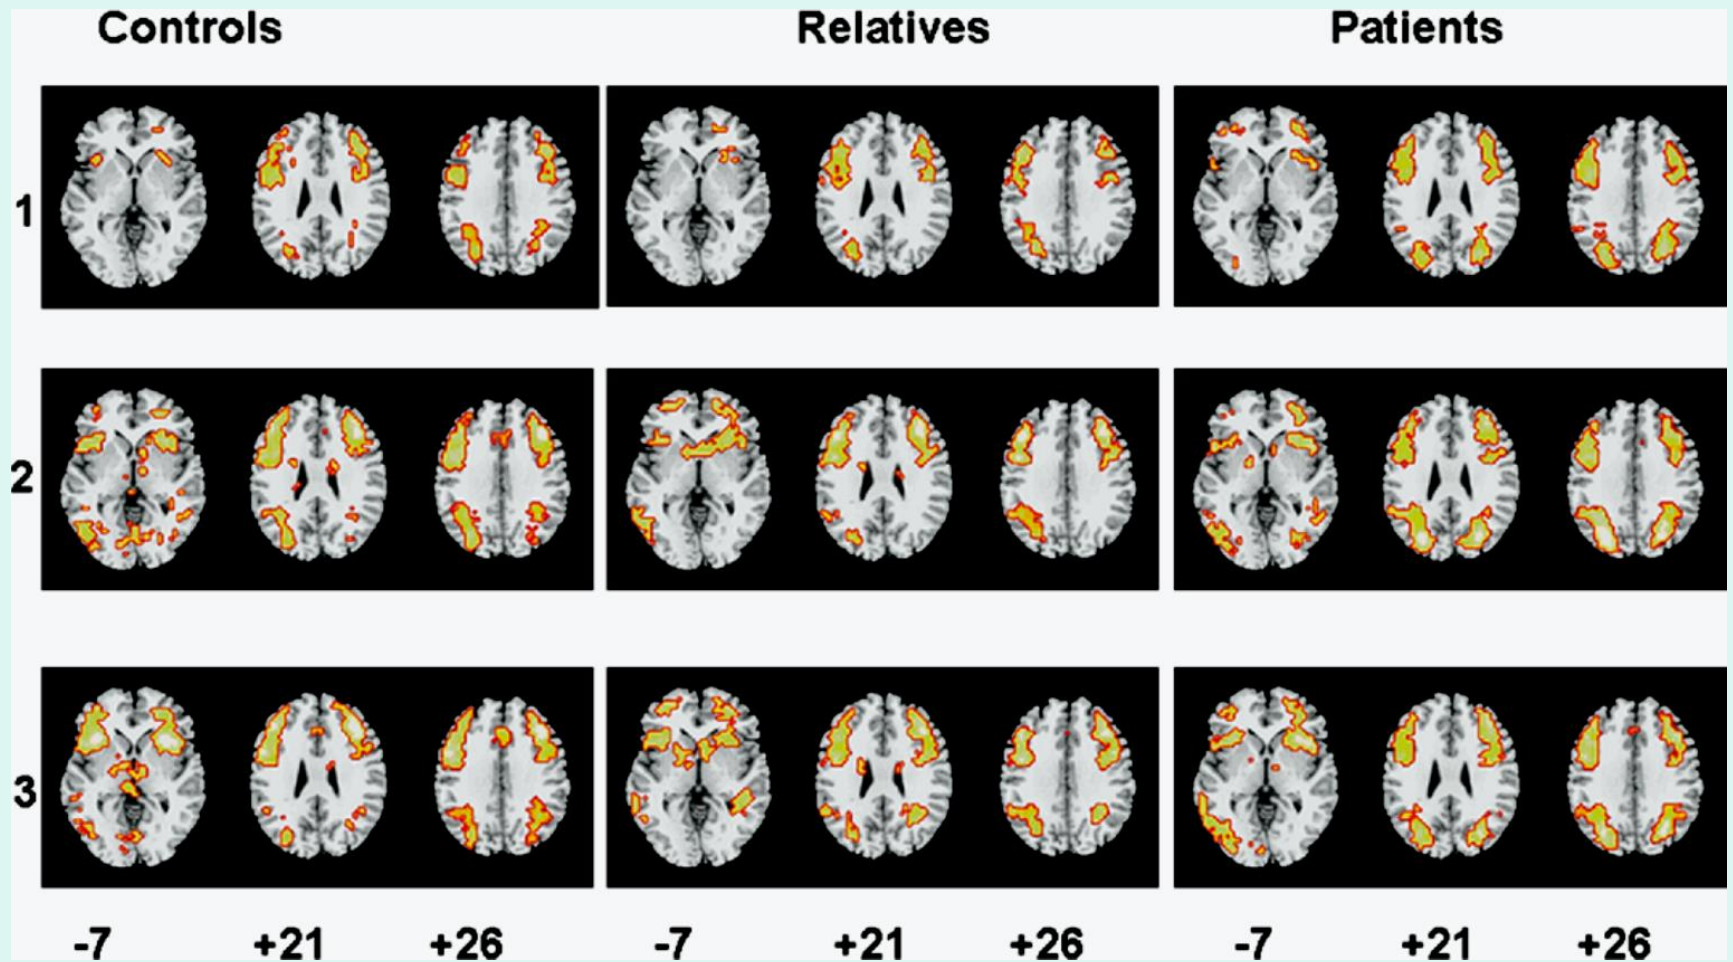 Controls Relatives Patients
1
2
3
-7 +21 +26 -7 +21 +26 -7 +21 +26